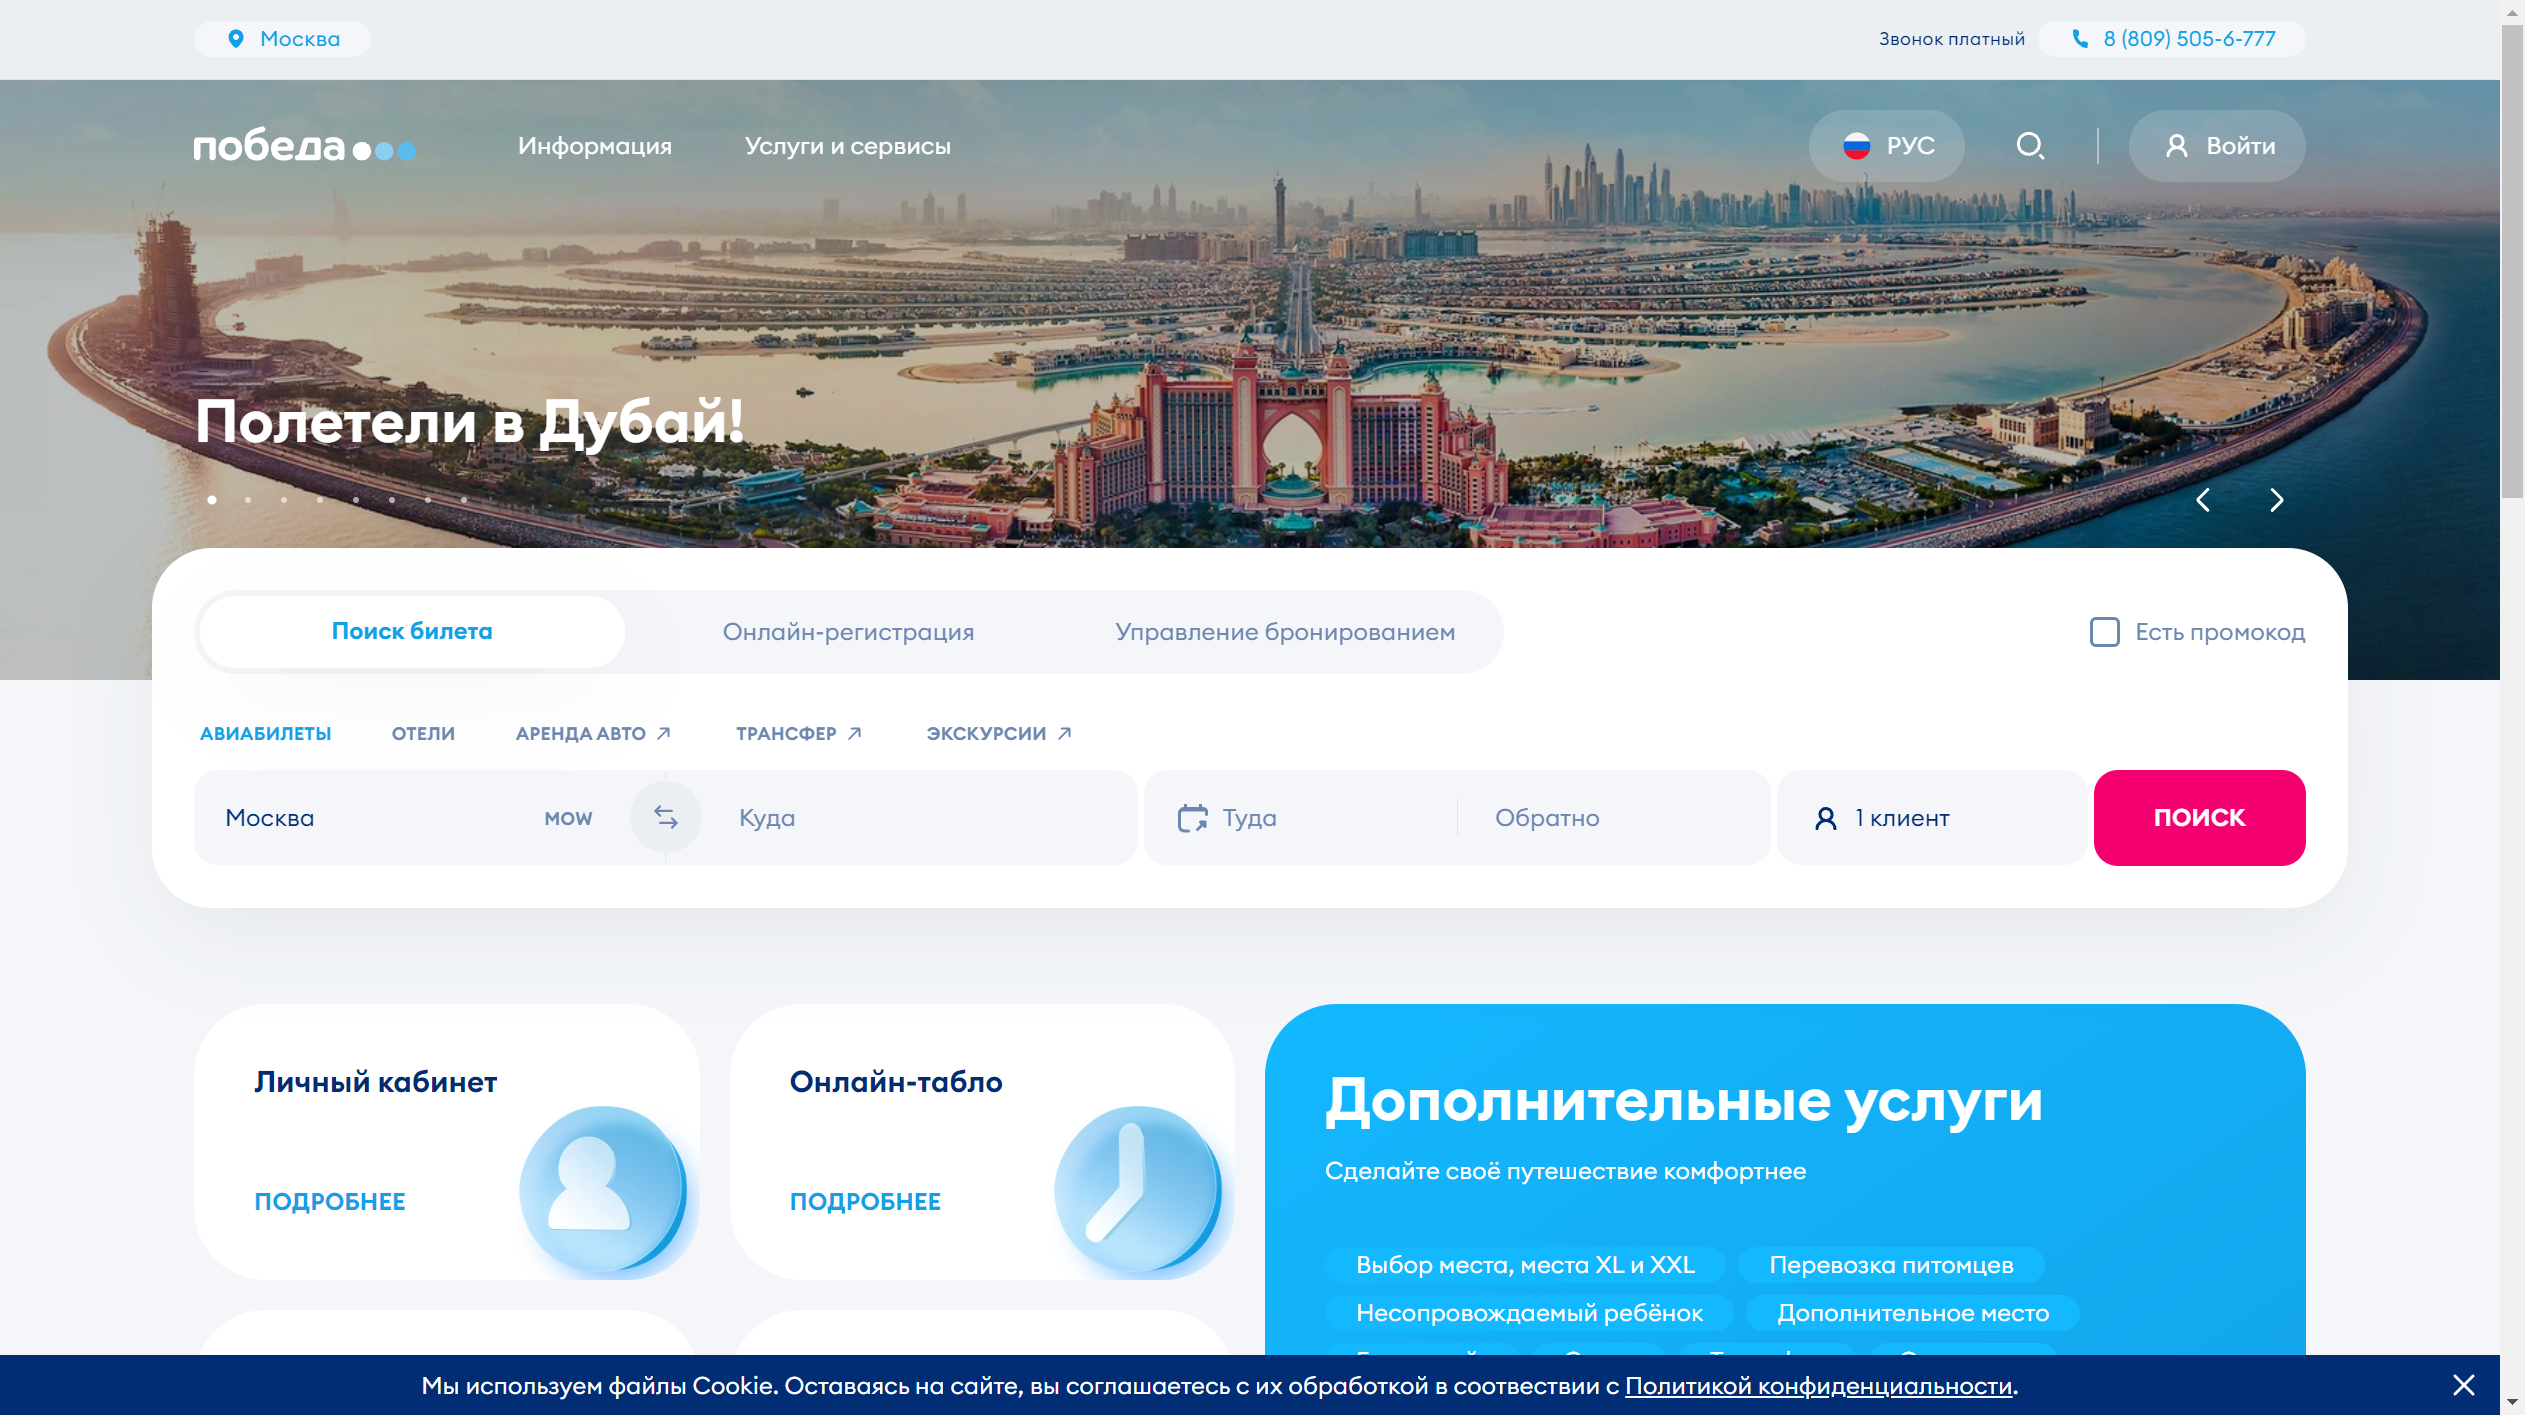 Москва
Звонок платный
8 (809) 505-6-777
победа
Информация
Услуги и сервисы
РУС
Войти
Полетели в Дубай!
Поиск билета
Онлайн-регистрация
Управление бронированием
Есть промокод
АВИАБИЛЕТЫ
ОТЕЛИ
АРЕНДА АВТО
ТРАНСФЕР
ЭКСКУРСИИ
Москва
MOW
Куда
Туда
Обратно
1 клиент
ПОИСК
Личный кабинет
ПОДРОБНЕЕ
Онлайн-табло
ПОДРОБНЕЕ
Дополнительные услуги
Сделайте своё путешествие комфортнее
Выбор места, места XL и XXL
Перевозка питомцев
Несопровождаемый ребёнок
Дополнительное место
Мы используем файлы Cookie. Оставаясь на сайте, вы соглашаетесь с их обработкой в соотвествии с Политикой конфиденциальности.